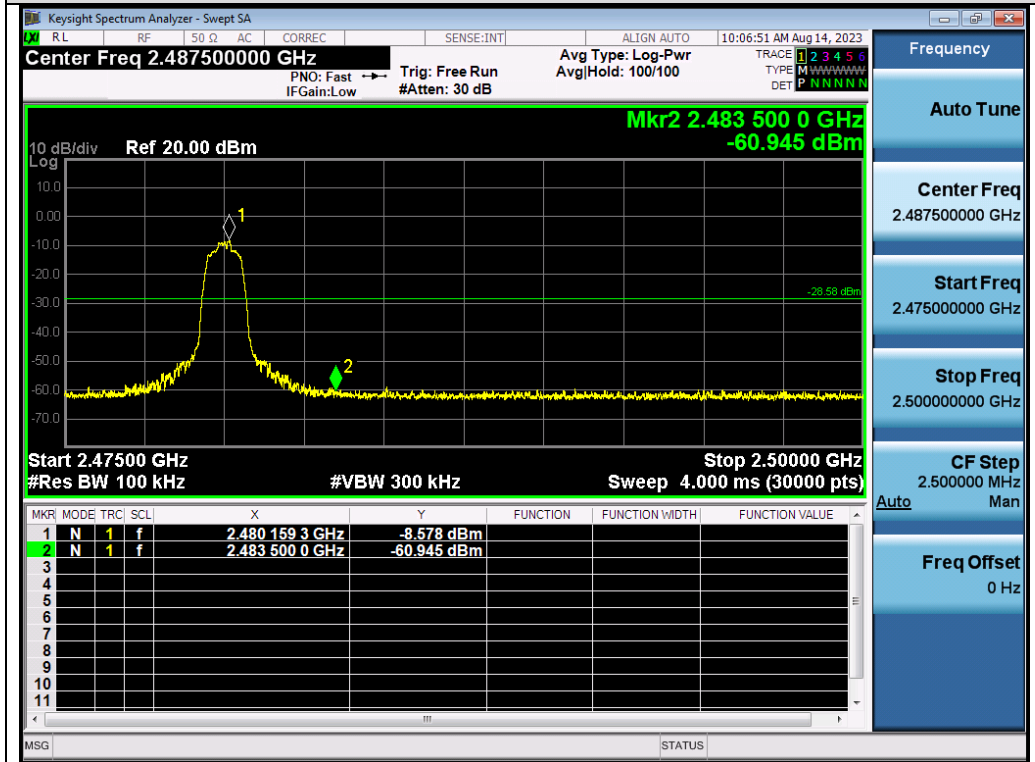 Keysight Spectrum Analyzer - Swept SA
LXI RL RF 50 Ω AC CORREC SENSE:INT ALIGN AUTO 10:06:51 AM Aug 14, 2023
Center Freq 2.487500000 GHz
PNO: Fast
IFGain:Low
Trig: Free Run
#Atten: 30 dB
Avg Type: Log-Pwr
Avg|Hold: 100/100
TRACE 1 2 3 4 5 6
TYPE M WWWWW
DET P N N N N N
Mkr2 2.483 500 0 GHz
-60.945 dBm
10 dB/div Ref 20.00 dBm
Log
10.0
0.00
-10.0
-20.0
-30.0
-40.0
-50.0
-60.0
-70.0
1
-28.58 dBm
2
Start 2.47500 GHz Stop 2.50000 GHz
#Res BW 100 kHz #VBW 300 kHz Sweep 4.000 ms (30000 pts)
MKR MODE TRC SCL X Y FUNCTION FUNCTION WIDTH FUNCTION VALUE
1 N 1 f 2.480 159 3 GHz -8.578 dBm
2 N 1 f 2.483 500 0 GHz -60.945 dBm
3
4
5
6
7
8
9
10
11
MSG STATUS
Frequency
Auto Tune
Center Freq
2.487500000 GHz
Start Freq
2.475000000 GHz
Stop Freq
2.500000000 GHz
CF Step
2.500000 MHz
Auto Man
Freq Offset
0 Hz